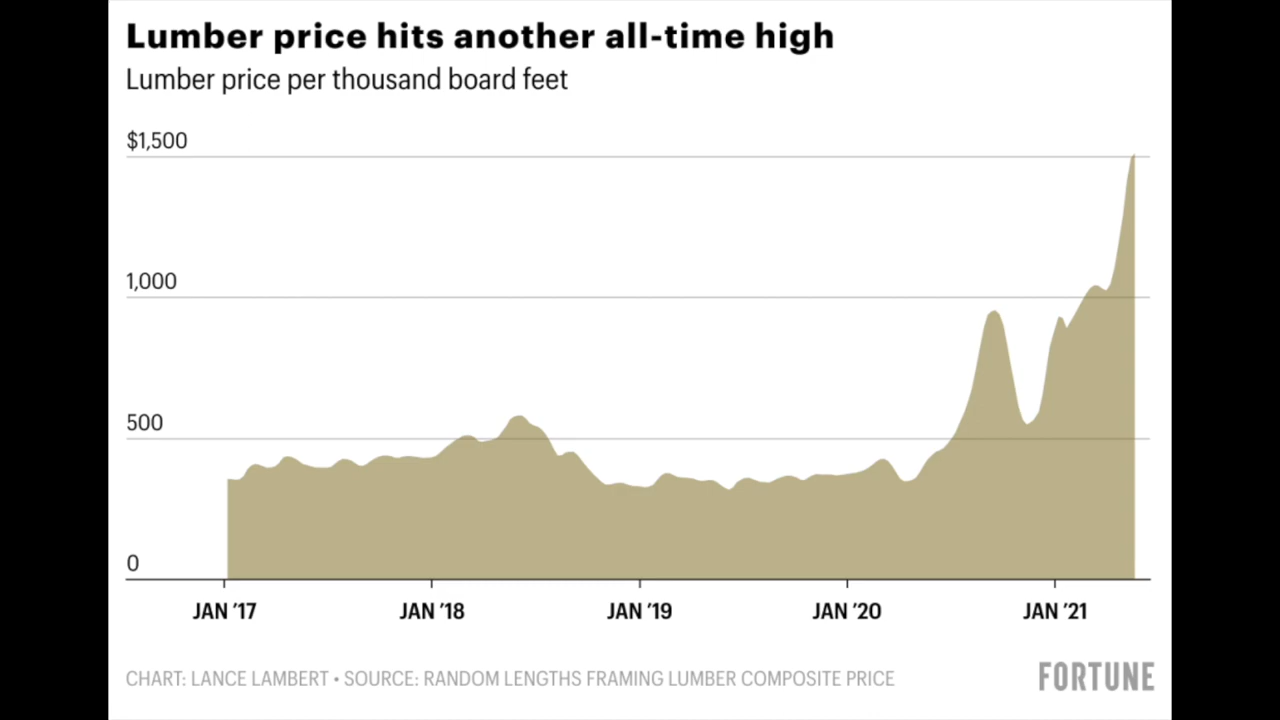 Lumber price hits another all-time high
Lumber price per thousand board feet
$1,500
1,000
500
0
JAN ’17 JAN ’18 JAN ’19 JAN ’20 JAN ’21
CHART: LANCE LAMBERT • SOURCE: RANDOM LENGTHS FRAMING LUMBER COMPOSITE PRICE
FORTUNE